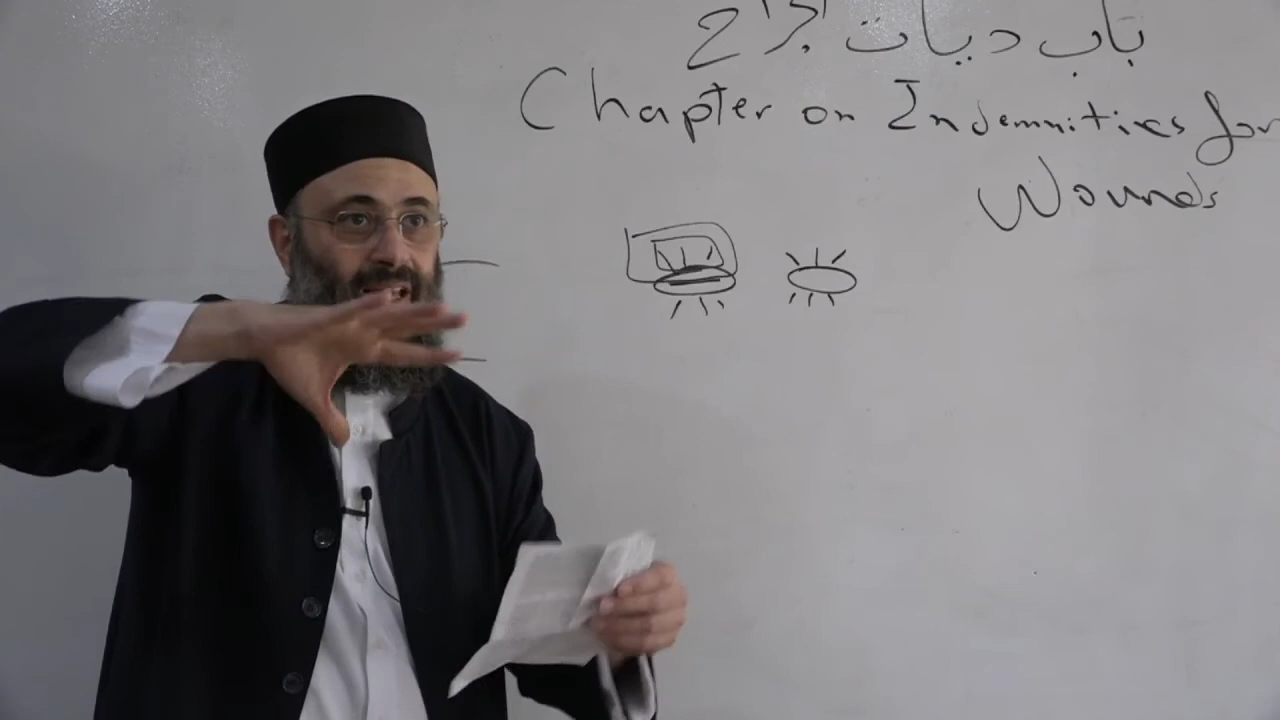 باب ديات الجراح
Chapter on Indemnities for
Wounds